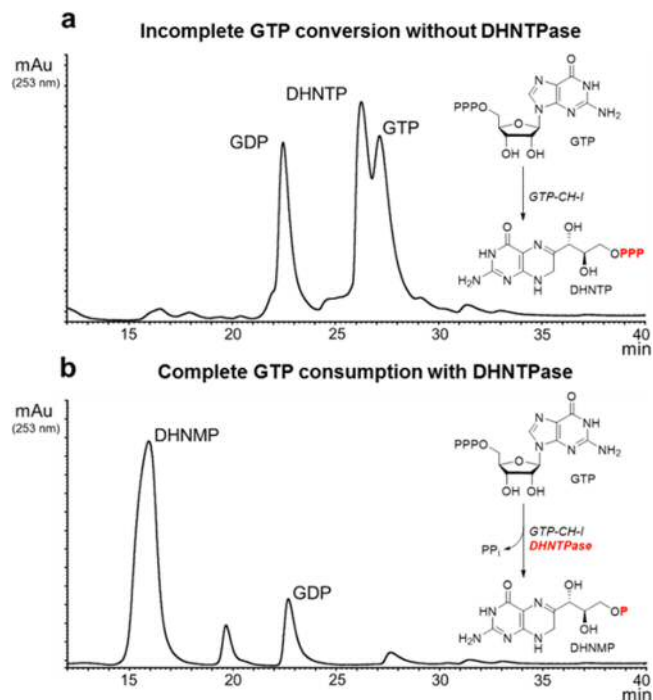 a
Incomplete GTP conversion without DHNTPase
mAu
(253 nm)
DHNTP
GTP
GDP
O
N
NH
PPPO
N
N
NH₂
O
OH OH
GTP
GTP-CH-I
O
OH
HN
N
H₂N
N
N
H
OH
OPPP
DHNTP
15 20 25 30 35 40
min
b
Complete GTP consumption with DHNTPase
mAu
(253 nm)
DHNMP
GDP
O
N
NH
PPPO
N
N
NH₂
O
OH OH
GTP
GTP-CH-I
PPᵢ
DHNTPase
O
OH
HN
N
H₂N
N
N
H
OH
OP
DHNMP
15 20 25 30 35 40
min